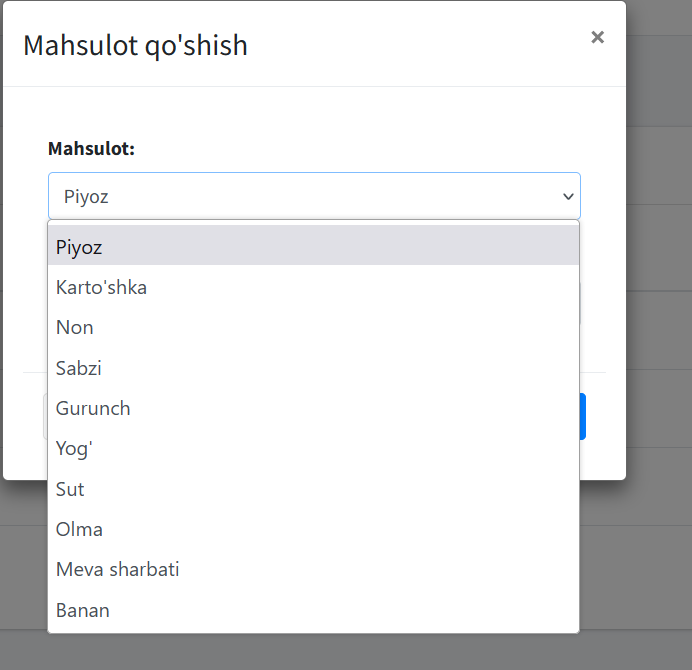 Mahsulot qo'shish
×
Mahsulot:
Piyoz
Piyoz
Karto'shka
Non
Sabzi
Gurunch
Yog'
Sut
Olma
Meva sharbati
Banan